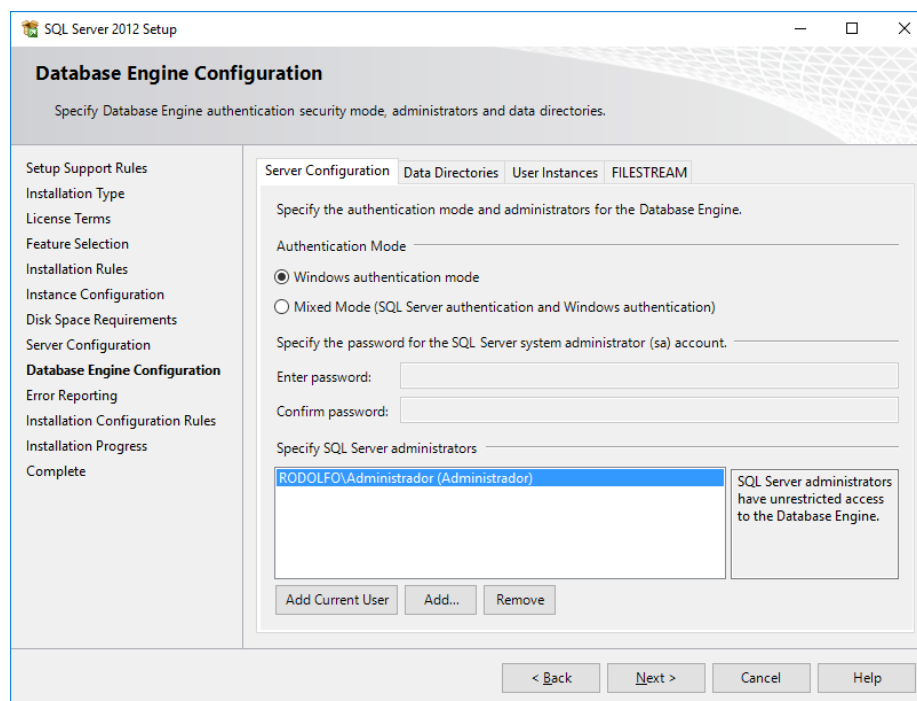 SQL Server 2012 Setup
Database Engine Configuration
Specify Database Engine authentication security mode, administrators and data directories.
Setup Support Rules
Installation Type
License Terms
Feature Selection
Installation Rules
Instance Configuration
Disk Space Requirements
Server Configuration
Database Engine Configuration
Error Reporting
Installation Configuration Rules
Installation Progress
Complete
Server Configuration Data Directories User Instances FILESTREAM
Specify the authentication mode and administrators for the Database Engine.
Authentication Mode
Windows authentication mode
Mixed Mode (SQL Server authentication and Windows authentication)
Specify the password for the SQL Server system administrator (sa) account.
Enter password:
Confirm password:
Specify SQL Server administrators
RODOLFO\Administrador (Administrador)
SQL Server administrators
have unrestricted access
to the Database Engine.
Add Current User Add... Remove
< Back Next > Cancel Help